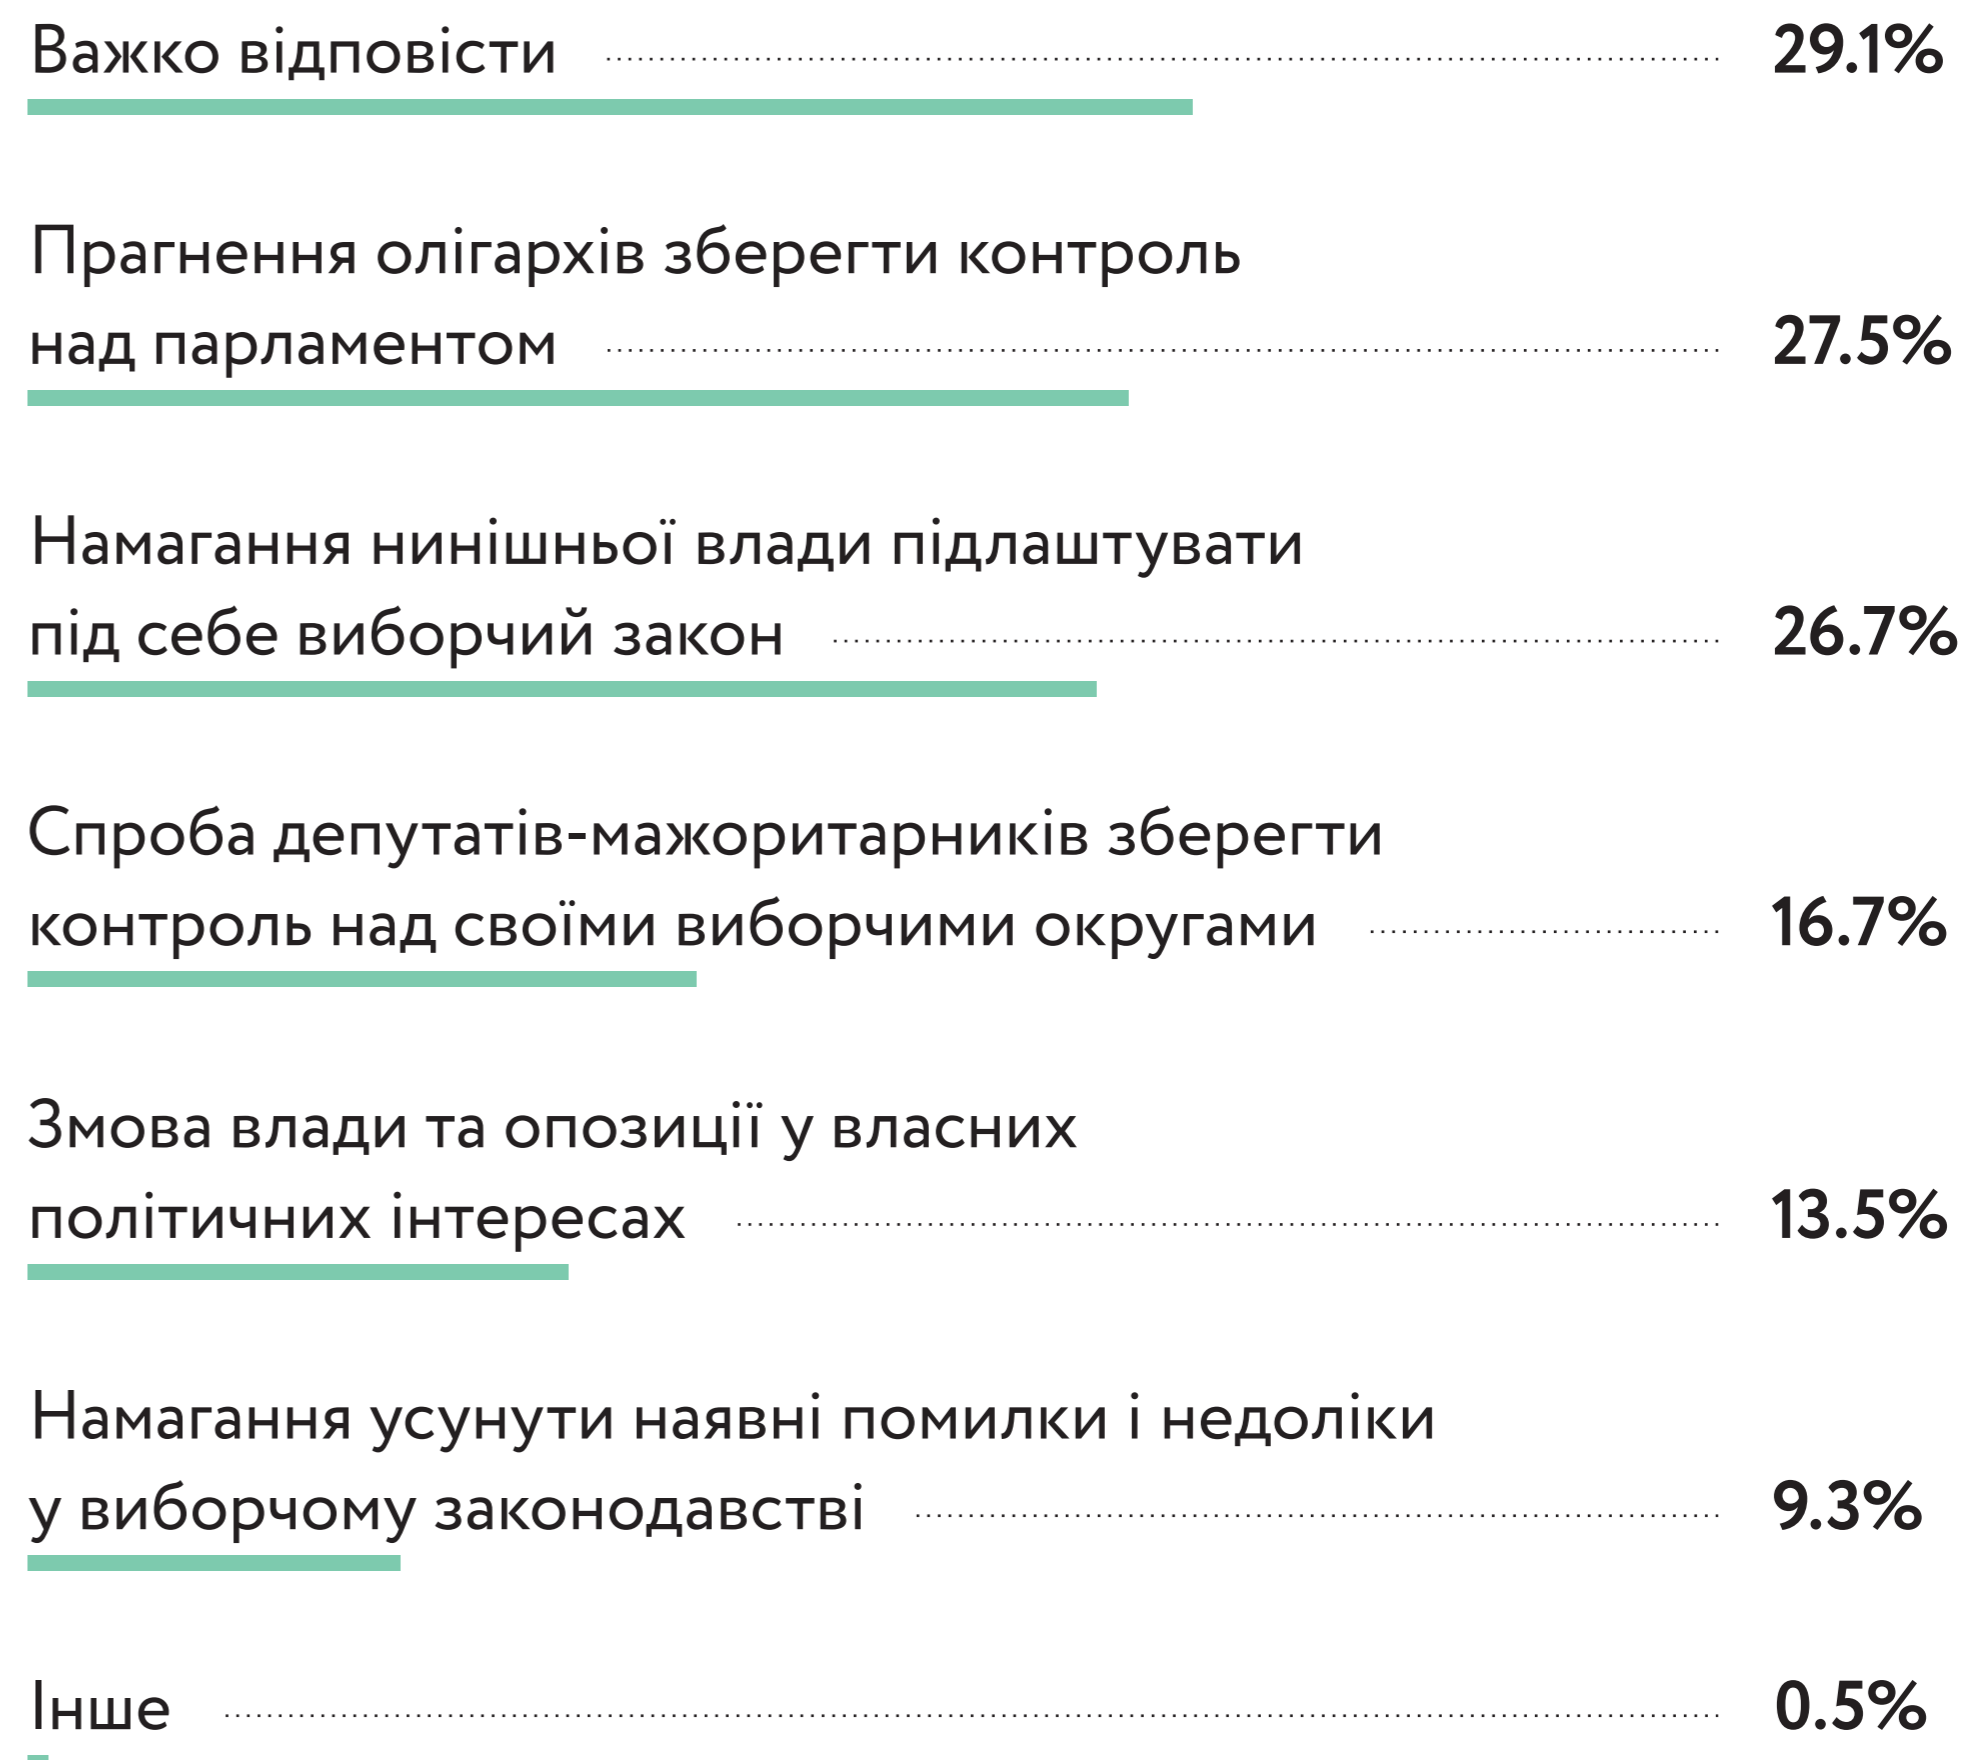 Важко відповісти 29.1%
Прагнення олігархів зберегти контроль
над парламентом 27.5%
Намагання нинішньої влади підлаштувати
під себе виборчий закон 26.7%
Спроба депутатів-мажоритарників зберегти
контроль над своїми виборчими округами 16.7%
Змова влади та опозиції у власних
політичних інтересах 13.5%
Намагання усунути наявні помилки і недоліки
у виборчому законодавстві 9.3%
Інше 0.5%